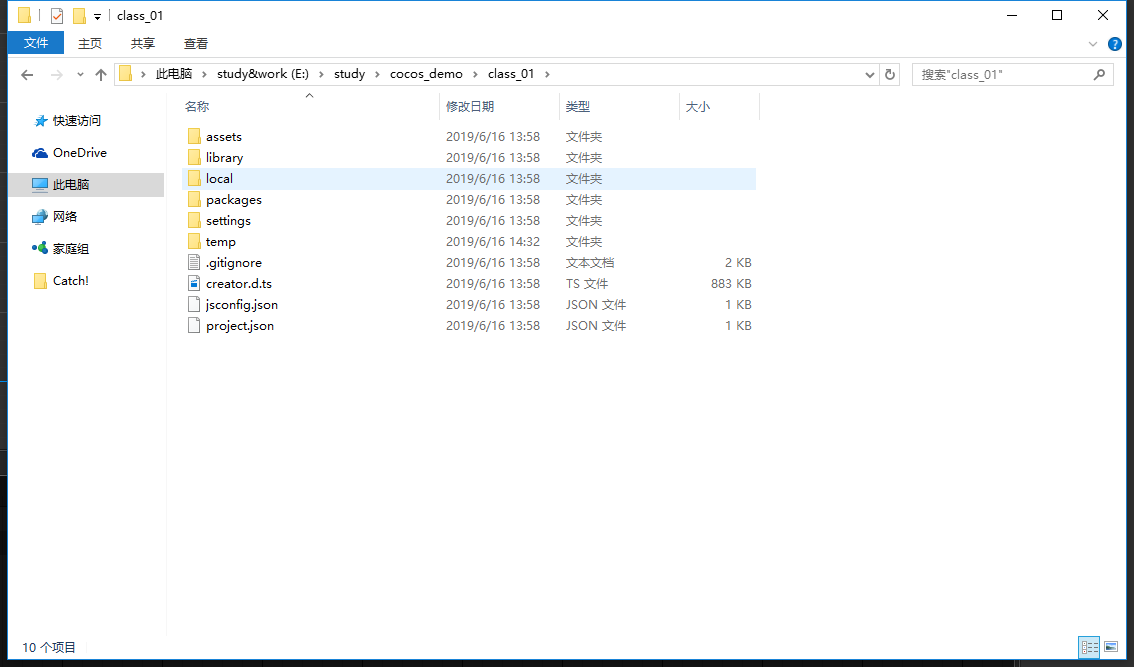 class_01
文件 主页 共享 查看
此电脑 study&work (E:) study cocos_demo class_01 搜索"class_01"
名称 修改日期 类型 大小
快速访问
OneDrive
此电脑
网络
家庭组
Catch!
assets 2019/6/16 13:58 文件夹
library 2019/6/16 13:58 文件夹
local 2019/6/16 13:58 文件夹
packages 2019/6/16 13:58 文件夹
settings 2019/6/16 13:58 文件夹
temp 2019/6/16 14:32 文件夹
.gitignore 2019/6/16 13:58 文本文档 2 KB
creator.d.ts 2019/6/16 13:58 TS 文件 883 KB
jsconfig.json 2019/6/16 13:58 JSON 文件 1 KB
project.json 2019/6/16 13:58 JSON 文件 1 KB
10 个项目